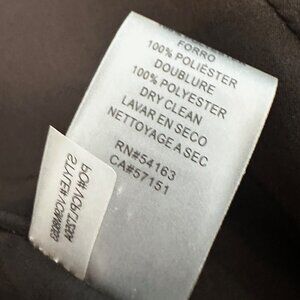 FORRO
100% POLIÉSTER
DOUBLURE
100% POLYESTER
DRY CLEAN
LAVAR EN SECO
NETTOYAGE A SEC
RN#54163
CA#57151